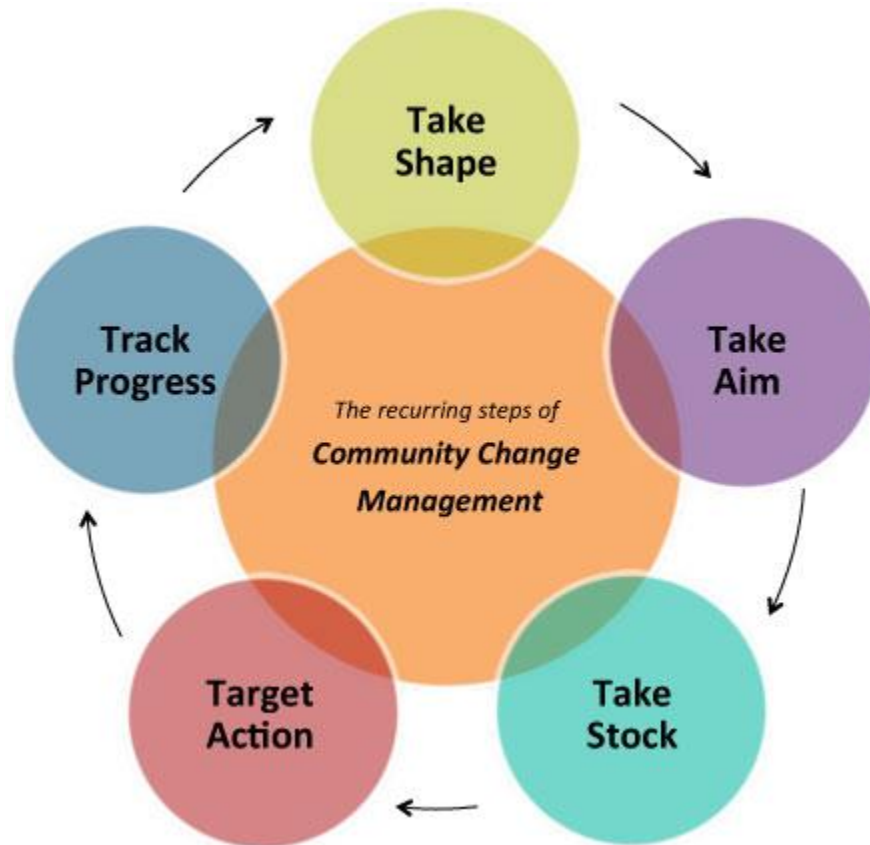 Take
Shape
Take
Aim
Take
Stock
Target
Action
Track
Progress
The recurring steps of
Community Change
Management